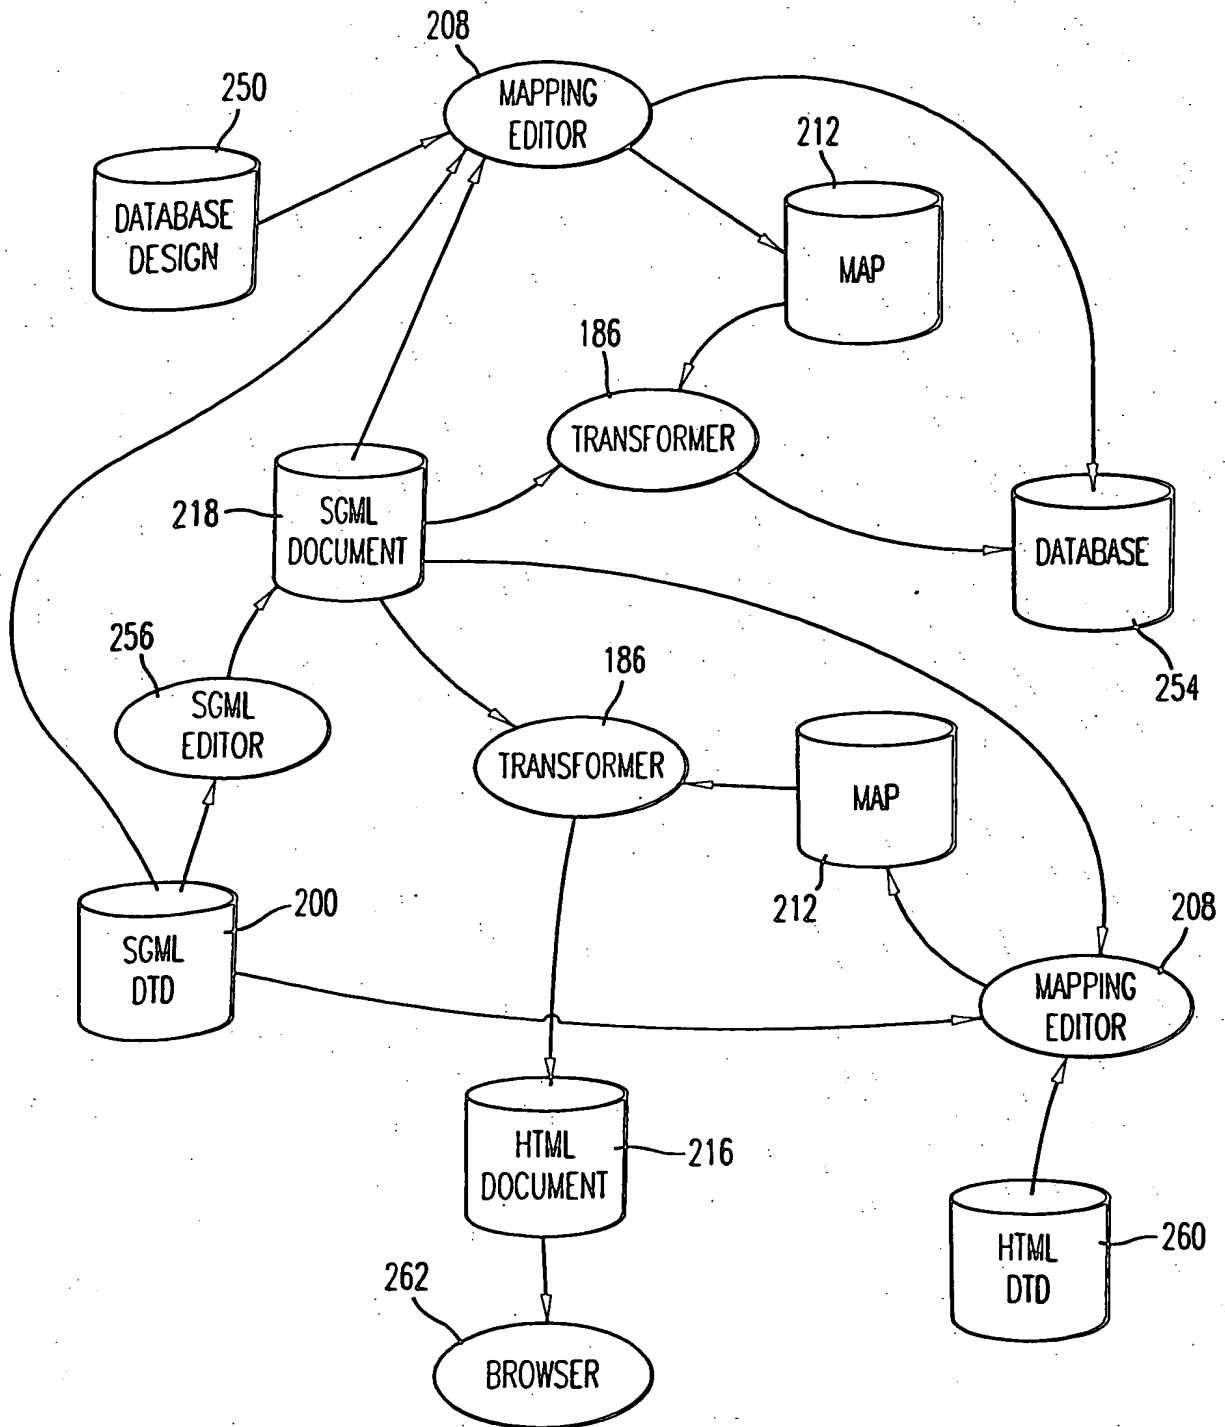 208
MAPPING
EDITOR
250
DATABASE
DESIGN
212
MAP
186
TRANSFORMER
218
SGML
DOCUMENT
DATABASE
254
256
SGML
EDITOR
186
TRANSFORMER
MAP
212
200
SGML
DTD
208
MAPPING
EDITOR
HTML
DOCUMENT
216
HTML
DTD
260
262
BROWSER